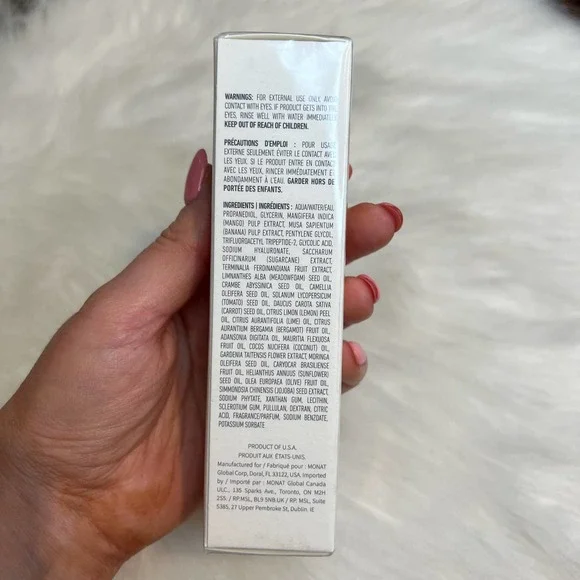 WARNINGS: FOR EXTERNAL USE ONLY AVOID
CONTACT WITH EYES. IF PRODUCT GETS INTO THE
EYES, RINSE WELL WITH WATER IMMEDIATELY.
KEEP OUT OF REACH OF CHILDREN.
PRÉCAUTIONS D'EMPLOI : POUR USAGE
EXTERNE SEULEMENT. ÉVITER LE CONTACT AVEC
LES YEUX. SI LE PRODUIT ENTRE EN CONTACT
AVEC LES YEUX, RINCER IMMÉDIATEMENT ET
ABONDAMMENT À L'EAU. GARDER HORS DE
PORTÉE DES ENFANTS.
INGREDIENTS | INGRÉDIENTS : AQUA/WATER/EAU,
PROPANEDIOL, GLYCERIN, MANGIFERA INDICA
(MANGO) PULP EXTRACT, MUSA SAPIENTUM
(BANANA) PULP EXTRACT, PENTYLENE GLYCOL,
TRIFLUOROACETYL TRIPEPTIDE-2, GLYCOLIC ACID,
SODIUM HYALURONATE, SACCHARUM
OFFICINARUM (SUGARCANE) EXTRACT,
TERMINALIA FERDINANDIANA FRUIT EXTRACT,
LIMNANTHES ALBA (MEADOWFOAM) SEED OIL,
CRAMBE ABYSSINICA SEED OIL, CAMELLIA
OLEIFERA SEED OIL, SOLANUM LYCOPERSICUM
(TOMATO) SEED OIL, DAUCUS CAROTA SATIVA
(CARROT) SEED OIL, CITRUS LIMON (LEMON) PEEL
OIL, CITRUS AURANTIFOLIA (LIME) OIL, CITRUS
AURANTIUM BERGAMIA (BERGAMOT) FRUIT OIL,
ADANSONIA DIGITATA OIL, MAURITIA FLEXUOSA
FRUIT OIL, COCOS NUCIFERA (COCONUT) OIL,
GARDENIA TAITENSIS FLOWER EXTRACT, MORINGA
OLEIFERA SEED OIL, CARYOCAR BRASILIENSE
FRUIT OIL, HELIANTHUS ANNUUS (SUNFLOWER)
SEED OIL, OLEA EUROPAEA (OLIVE) FRUIT OIL,
SIMMONDSIA CHINENSIS (JOJOBA) SEED EXTRACT,
SODIUM PHYTATE, XANTHAN GUM, LECITHIN,
SCLEROTIUM GUM, PULLULAN, DEXTRAN, CITRIC
ACID, FRAGRANCE/PARFUM, SODIUM BENZOATE,
POTASSIUM SORBATE.
PRODUCT OF U.S.A.
PRODUIT AUX ÉTATS-UNIS.
Manufactured for / Fabriqué pour : MONAT
Global Corp, Doral, FL 33122, USA. Imported
by / Importé par : MONAT Global Canada
ULC., 135 Sparks Ave., Toronto, ON M2H
2S5. / RP.MSL, BL9 5NB.UK / RP. MSL, Suite
5385, 27 Upper Pembroke St, Dublin. IE